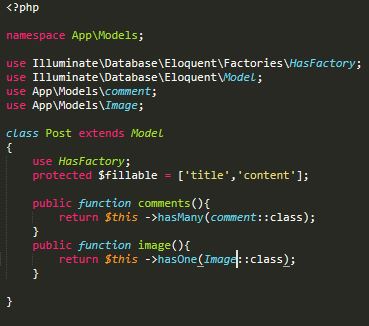 <?php
namespace App\Models;
use Illuminate\Database\Eloquent\Factories\HasFactory;
use Illuminate\Database\Eloquent\Model;
use App\Models\comment;
use App\Models\Image;
class Post extends Model
{
    use HasFactory;
    protected $fillable = ['title','content'];
    public function comments(){
        return $this ->hasMany(comment::class);
    }
    public function image(){
        return $this ->hasOne(Image::class);
    }
}